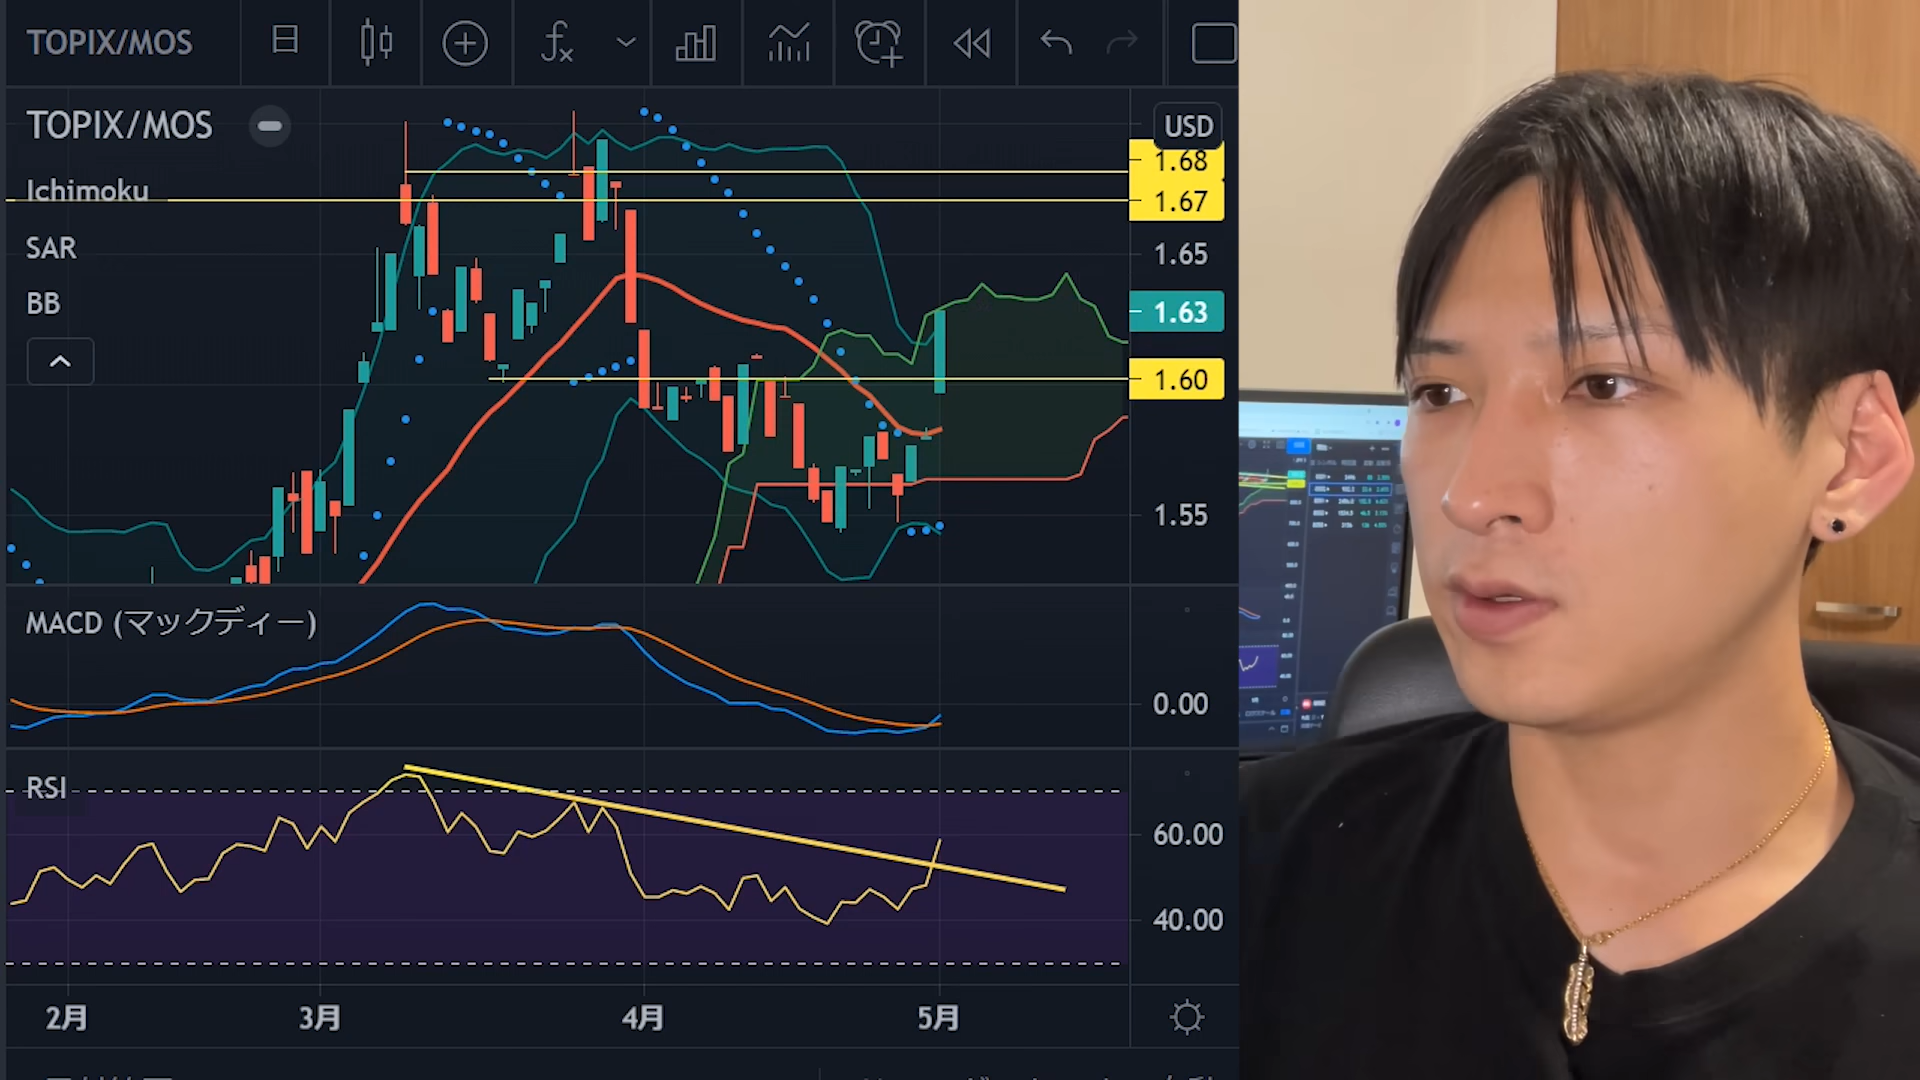 TOPIX/MOS
TOPIX/MOS
USD
Ichimoku
SAR
BB
1.68
1.67
1.65
1.63
1.60
1.55
MACD (マックディー)
0.00
RSI
60.00
40.00
2月
3月
4月
5月